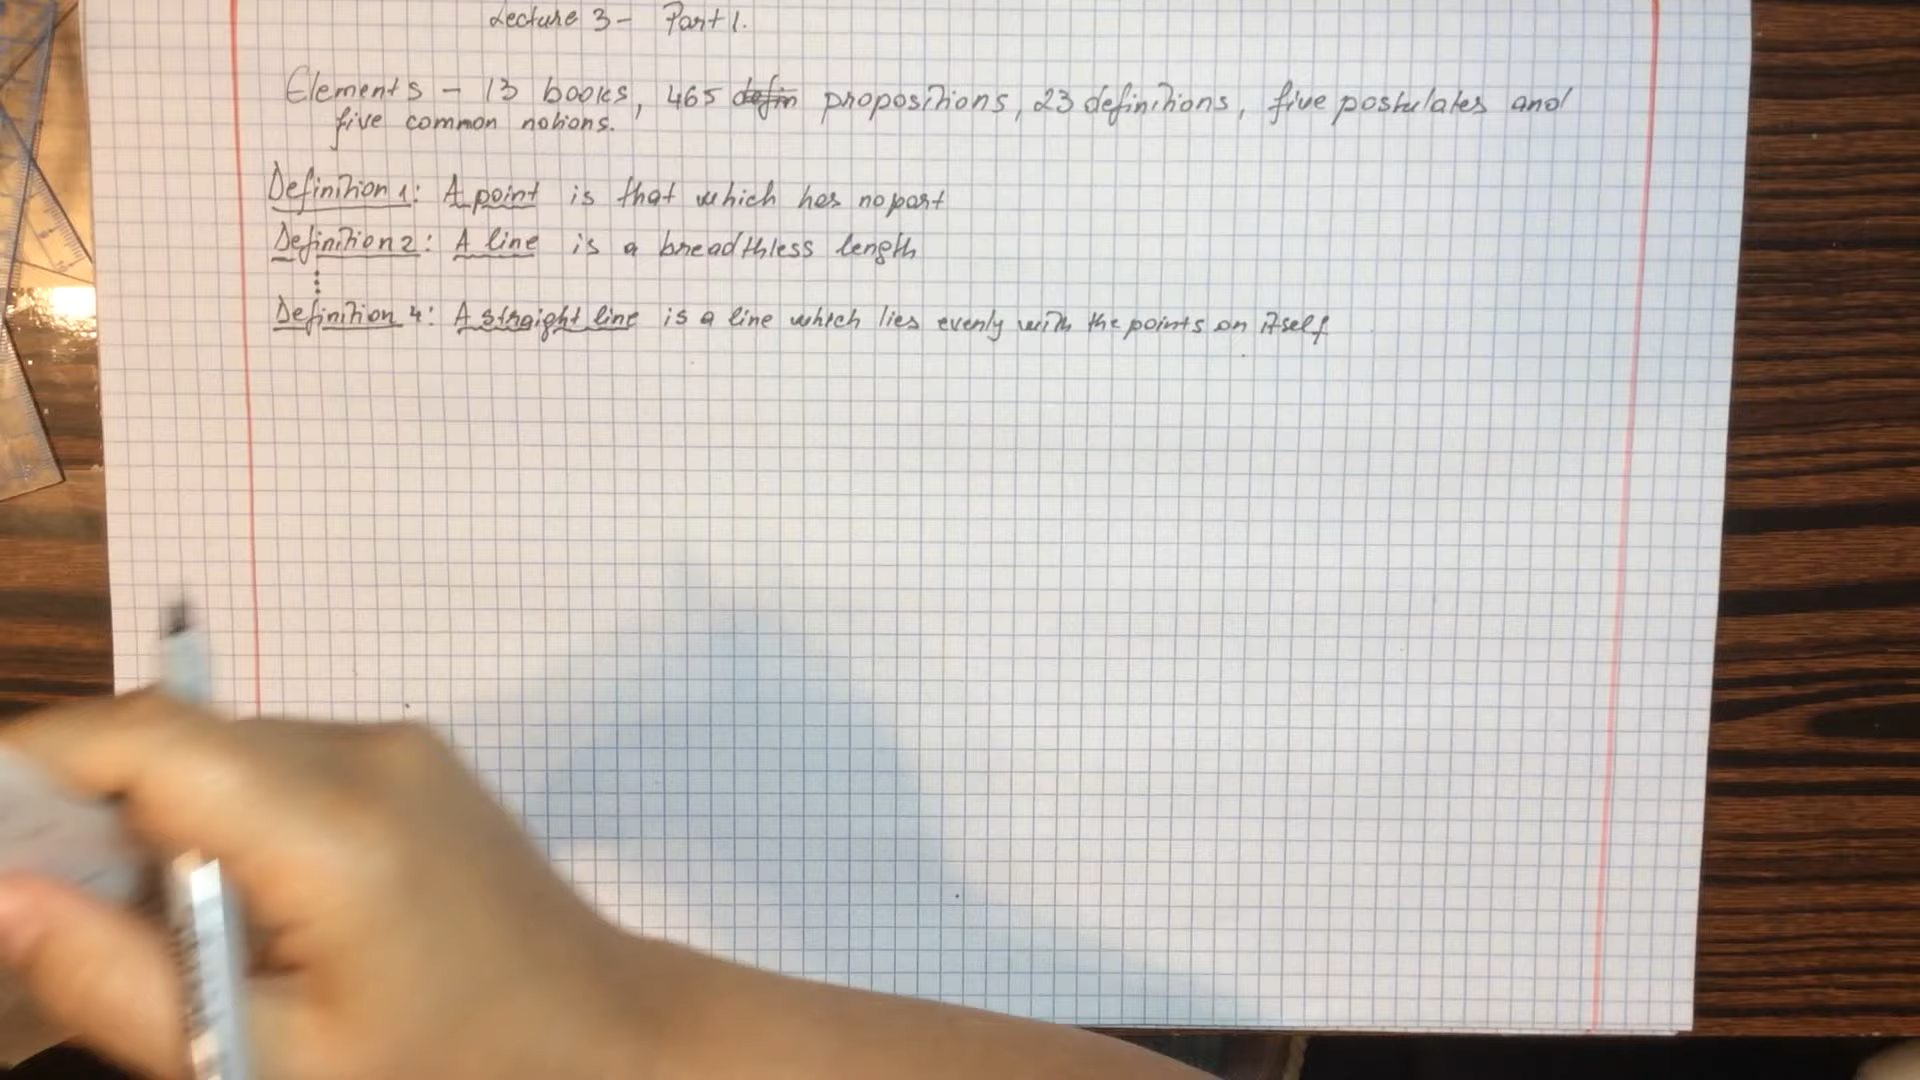 Lecture 3 - Part 1.
Elements - 13 books, 465 defin propositions, 23 definitions, five postulates and
five common notions.
Definition 1: A point is that which has no part
Definition 2: A line is a breadthless length
⋮
Definition 4: A straight line is a line which lies evenly with the points on itself